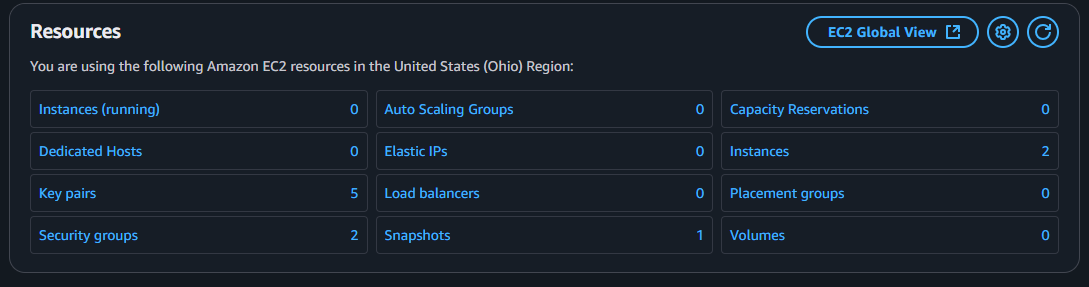 Resources
EC2 Global View
You are using the following Amazon EC2 resources in the United States (Ohio) Region:
Instances (running) 0 Auto Scaling Groups 0 Capacity Reservations 0
Dedicated Hosts 0 Elastic IPs 0 Instances 2
Key pairs 5 Load balancers 0 Placement groups 0
Security groups 2 Snapshots 1 Volumes 0